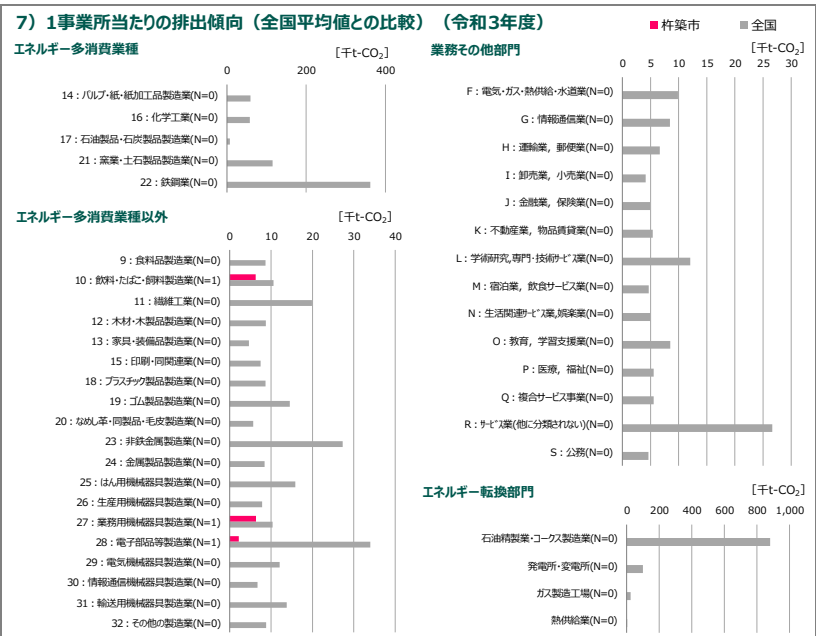 7）1事業所当たりの排出傾向（全国平均値との比較）（令和3年度）
■杵築市 ■全国
エネルギー多消費業種
[千t-CO₂]
0 200 400
14：パルプ・紙・紙加工品製造業(N=0)
16：化学工業(N=0)
17：石油製品・石炭製品製造業(N=0)
21：窯業・土石製品製造業(N=0)
22：鉄鋼業(N=0)
エネルギー多消費業種以外
[千t-CO₂]
0 10 20 30 40
9：食料品製造業(N=0)
10：飲料・たばこ・飼料製造業(N=1)
11：繊維工業(N=0)
12：木材・木製品製造業(N=0)
13：家具・装備品製造業(N=0)
15：印刷・同関連業(N=0)
18：プラスチック製品製造業(N=0)
19：ゴム製品製造業(N=0)
20：なめし革・同製品・毛皮製造業(N=0)
23：非鉄金属製造業(N=0)
24：金属製品製造業(N=0)
25：はん用機械器具製造業(N=0)
26：生産用機械器具製造業(N=0)
27：業務用機械器具製造業(N=1)
28：電子部品等製造業(N=1)
29：電気機械器具製造業(N=0)
30：情報通信機械器具製造業(N=0)
31：輸送用機械器具製造業(N=0)
32：その他の製造業(N=0)
業務その他部門
[千t-CO₂]
0 5 10 15 20 25 30
F：電気・ガス・熱供給・水道業(N=0)
G：情報通信業(N=0)
H：運輸業，郵便業(N=0)
I：卸売業，小売業(N=0)
J：金融業，保険業(N=0)
K：不動産業，物品賃貸業(N=0)
L：学術研究,専門・技術ｻｰﾋﾞｽ業(N=0)
M：宿泊業，飲食サービス業(N=0)
N：生活関連ｻｰﾋﾞｽ業,娯楽業(N=0)
O：教育，学習支援業(N=0)
P：医療，福祉(N=0)
Q：複合サービス事業(N=0)
R：ｻｰﾋﾞｽ業(他に分類されない)(N=0)
S：公務(N=0)
エネルギー転換部門
[千t-CO₂]
0 200 400 600 800 1,000
石油精製業・コークス製造業(N=0)
発電所・変電所(N=0)
ガス製造工場(N=0)
熱供給業(N=0)